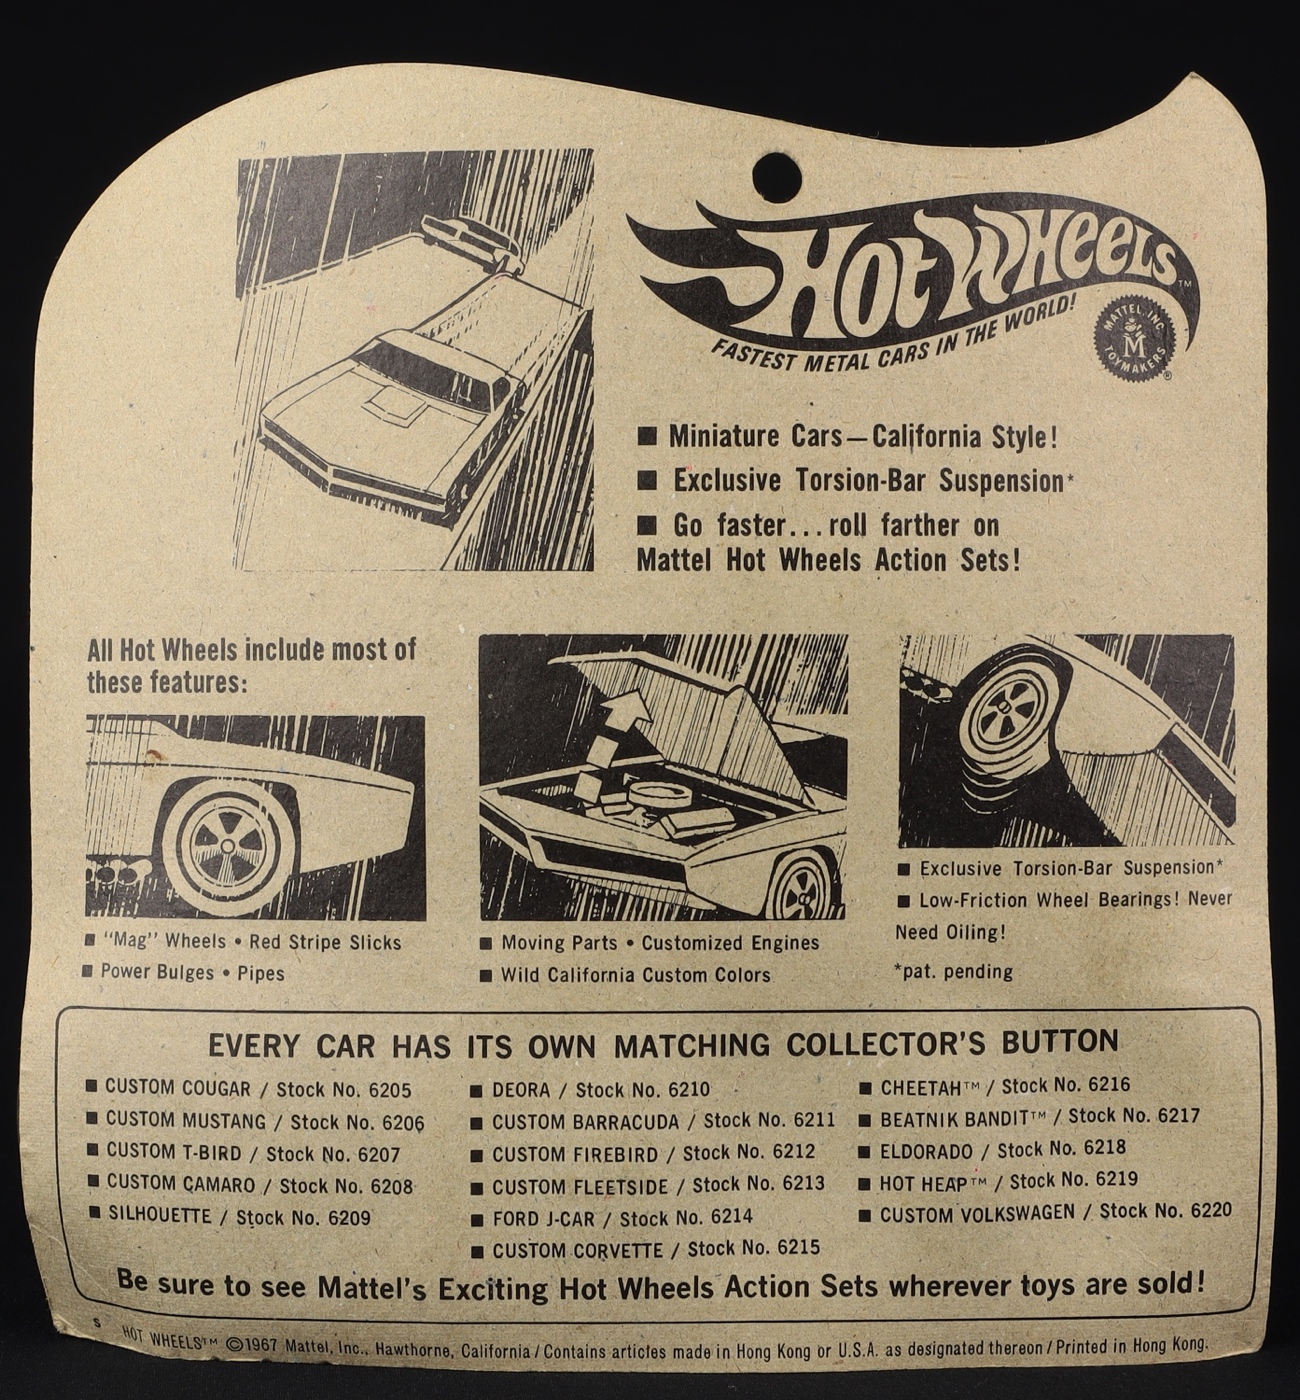 HOT WHEELS™
FASTEST METAL CARS IN THE WORLD!
MATTEL, INC.
M
TOYMAKERS
®
■ Miniature Cars—California Style!
■ Exclusive Torsion-Bar Suspension*
■ Go faster...roll farther on
Mattel Hot Wheels Action Sets!
All Hot Wheels include most of
these features:
■ "Mag" Wheels • Red Stripe Slicks
■ Power Bulges • Pipes
■ Moving Parts • Customized Engines
■ Wild California Custom Colors
■ Exclusive Torsion-Bar Suspension*
■ Low-Friction Wheel Bearings! Never
Need Oiling!
*pat. pending
EVERY CAR HAS ITS OWN MATCHING COLLECTOR'S BUTTON
■ CUSTOM COUGAR / Stock No. 6205
■ CUSTOM MUSTANG / Stock No. 6206
■ CUSTOM T-BIRD / Stock No. 6207
■ CUSTOM CAMARO / Stock No. 6208
■ SILHOUETTE / Stock No. 6209
■ DEORA / Stock No. 6210
■ CUSTOM BARRACUDA / Stock No. 6211
■ CUSTOM FIREBIRD / Stock No. 6212
■ CUSTOM FLEETSIDE / Stock No. 6213
■ FORD J-CAR / Stock No. 6214
■ CUSTOM CORVETTE / Stock No. 6215
■ CHEETAH™ / Stock No. 6216
■ BEATNIK BANDIT™ / Stock No. 6217
■ ELDORADO / Stock No. 6218
■ HOT HEAP™ / Stock No. 6219
■ CUSTOM VOLKSWAGEN / Stock No. 6220
Be sure to see Mattel's Exciting Hot Wheels Action Sets wherever toys are sold!
S HOT WHEELS™ ©1967 Mattel, Inc., Hawthorne, California / Contains articles made in Hong Kong or U.S.A. as designated thereon / Printed in Hong Kong.